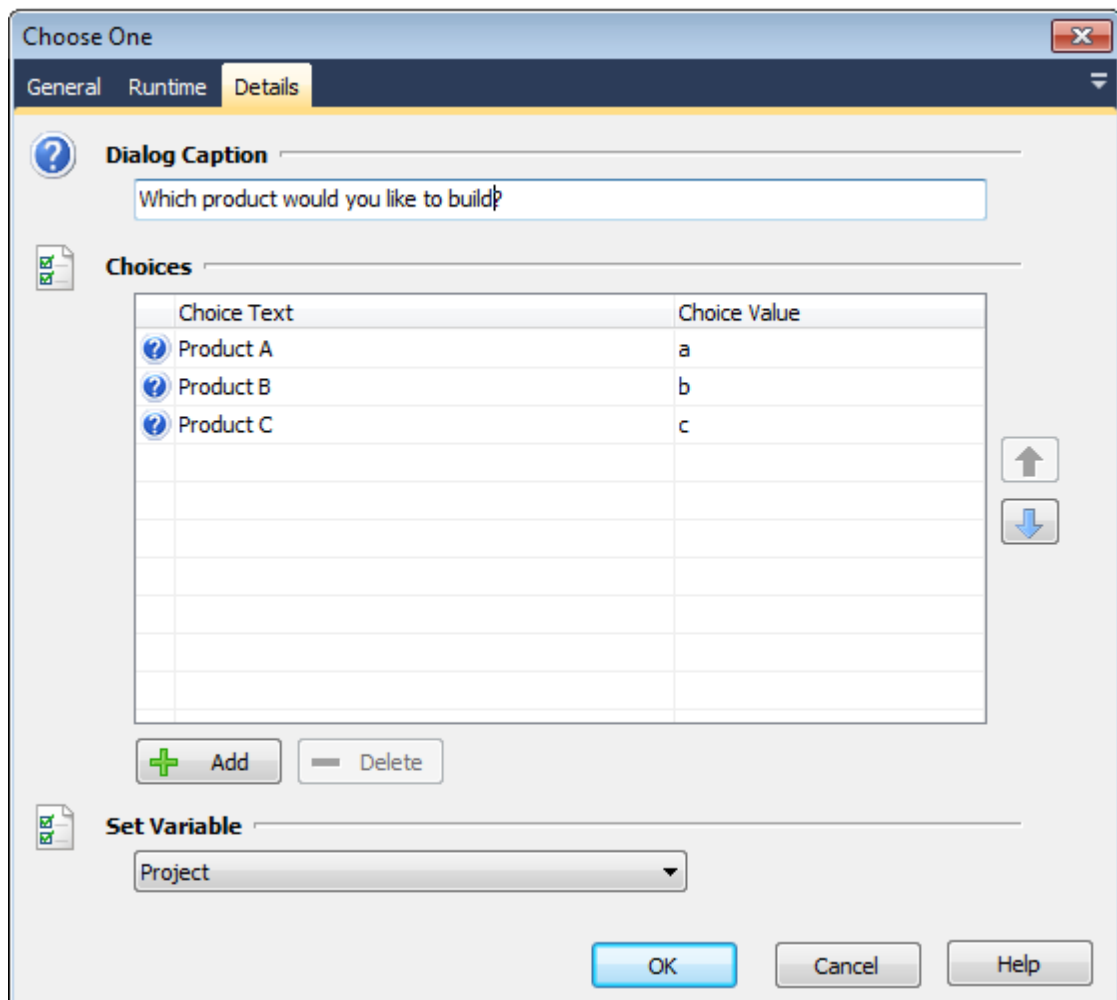 Choose One
General Runtime Details
Dialog Caption
Which product would you like to build?
Choices
Choice Text Choice Value
Product A a
Product B b
Product C c
Add Delete
Set Variable
Project
OK Cancel Help